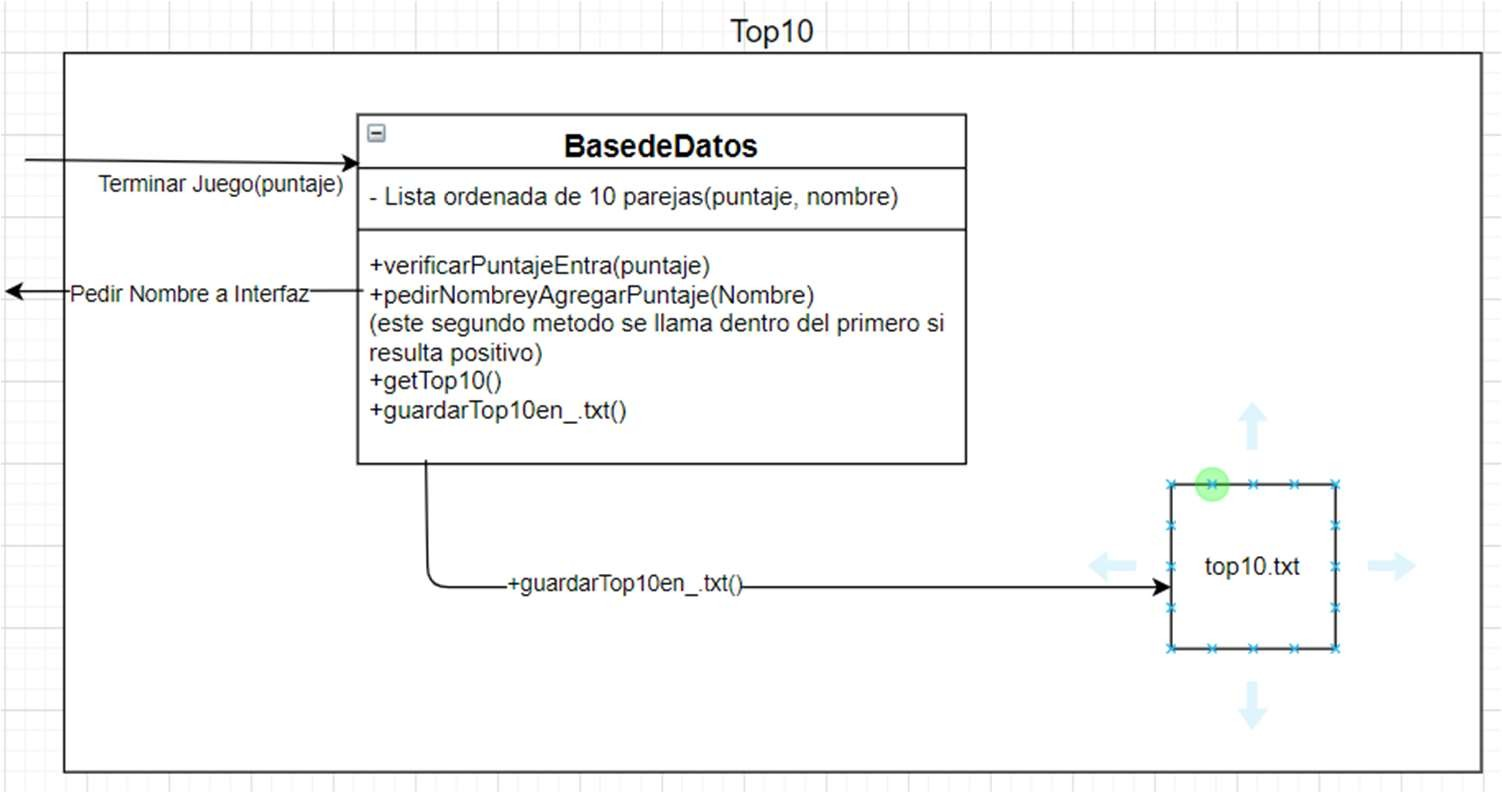 Top10
BasedeDatos
Terminar Juego(puntaje)
- Lista ordenada de 10 parejas(puntaje, nombre)
+verificarPuntajeEntra(puntaje)
Pedir Nombre a Interfaz
+pedirNombreyAgregarPuntaje(Nombre)
(este segundo metodo se llama dentro del primero si
resulta positivo)
+getTop10()
+guardarTop10en_.txt()
+guardarTop10en_.txt()
top10.txt